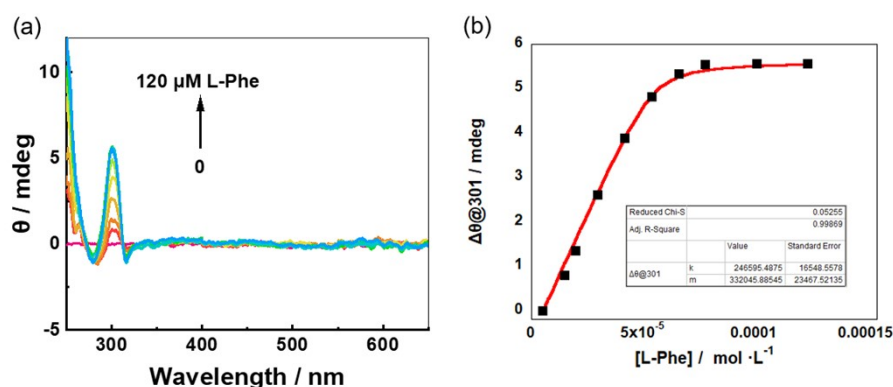 (a)
10
5
0
-5
θ / mdeg
120 μM L-Phe
0
300
400
500
600
Wavelength / nm
(b)
6
5
4
3
2
1
0
Δθ@301 / mdeg
Reduced Chi-S 0.05255
Adj. R-Square 0.99869
Value Standard Error
Δθ@301 k 246595.4875 16548.5578
m 332045.88545 23467.52135
0 5x10⁻⁵ 0.0001 0.00015
[L-Phe] / mol ·L⁻¹